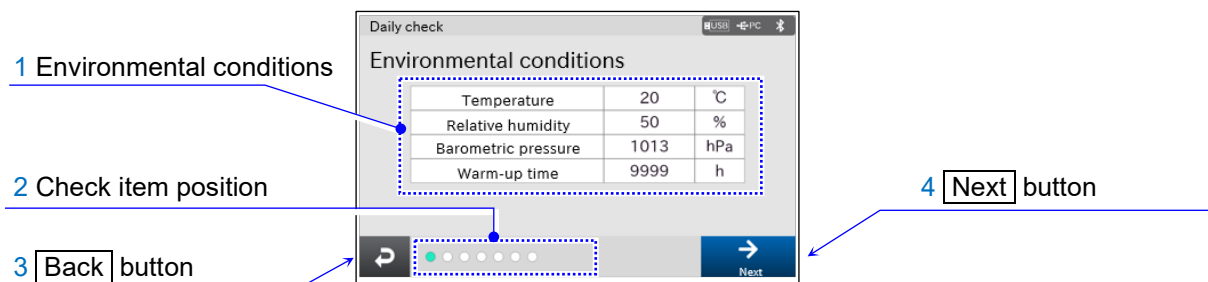 Daily check
USB PC
Environmental conditions
Temperature 20 ℃
Relative humidity 50 %
Barometric pressure 1013 hPa
Warm-up time 9999 h
Next
1 Environmental conditions
2 Check item position
3 Back button
4 Next button